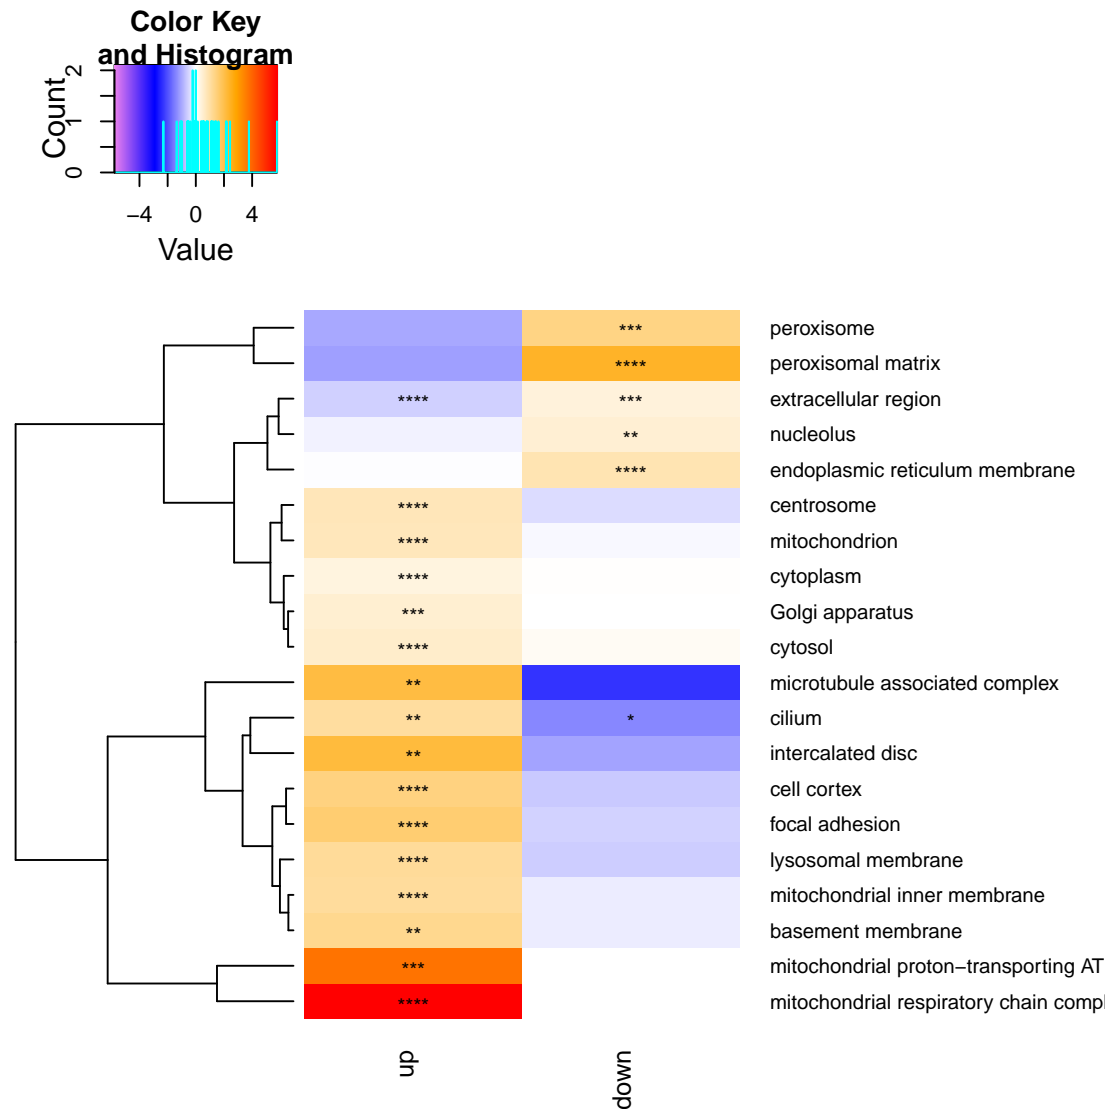 Color Key
and Histogram
Count
0 1 2
−4 0 4
Value
peroxisome
*** 
peroxisomal matrix
****
extracellular region
**** ***
nucleolus
**
endoplasmic reticulum membrane
****
centrosome
****
mitochondrion
****
cytoplasm
****
Golgi apparatus
***
cytosol
****
microtubule associated complex
**
cilium
** *
intercalated disc
**
cell cortex
****
focal adhesion
****
lysosomal membrane
****
mitochondrial inner membrane
****
basement membrane
**
mitochondrial proton−transporting AT
***
mitochondrial respiratory chain compl
****
up
down